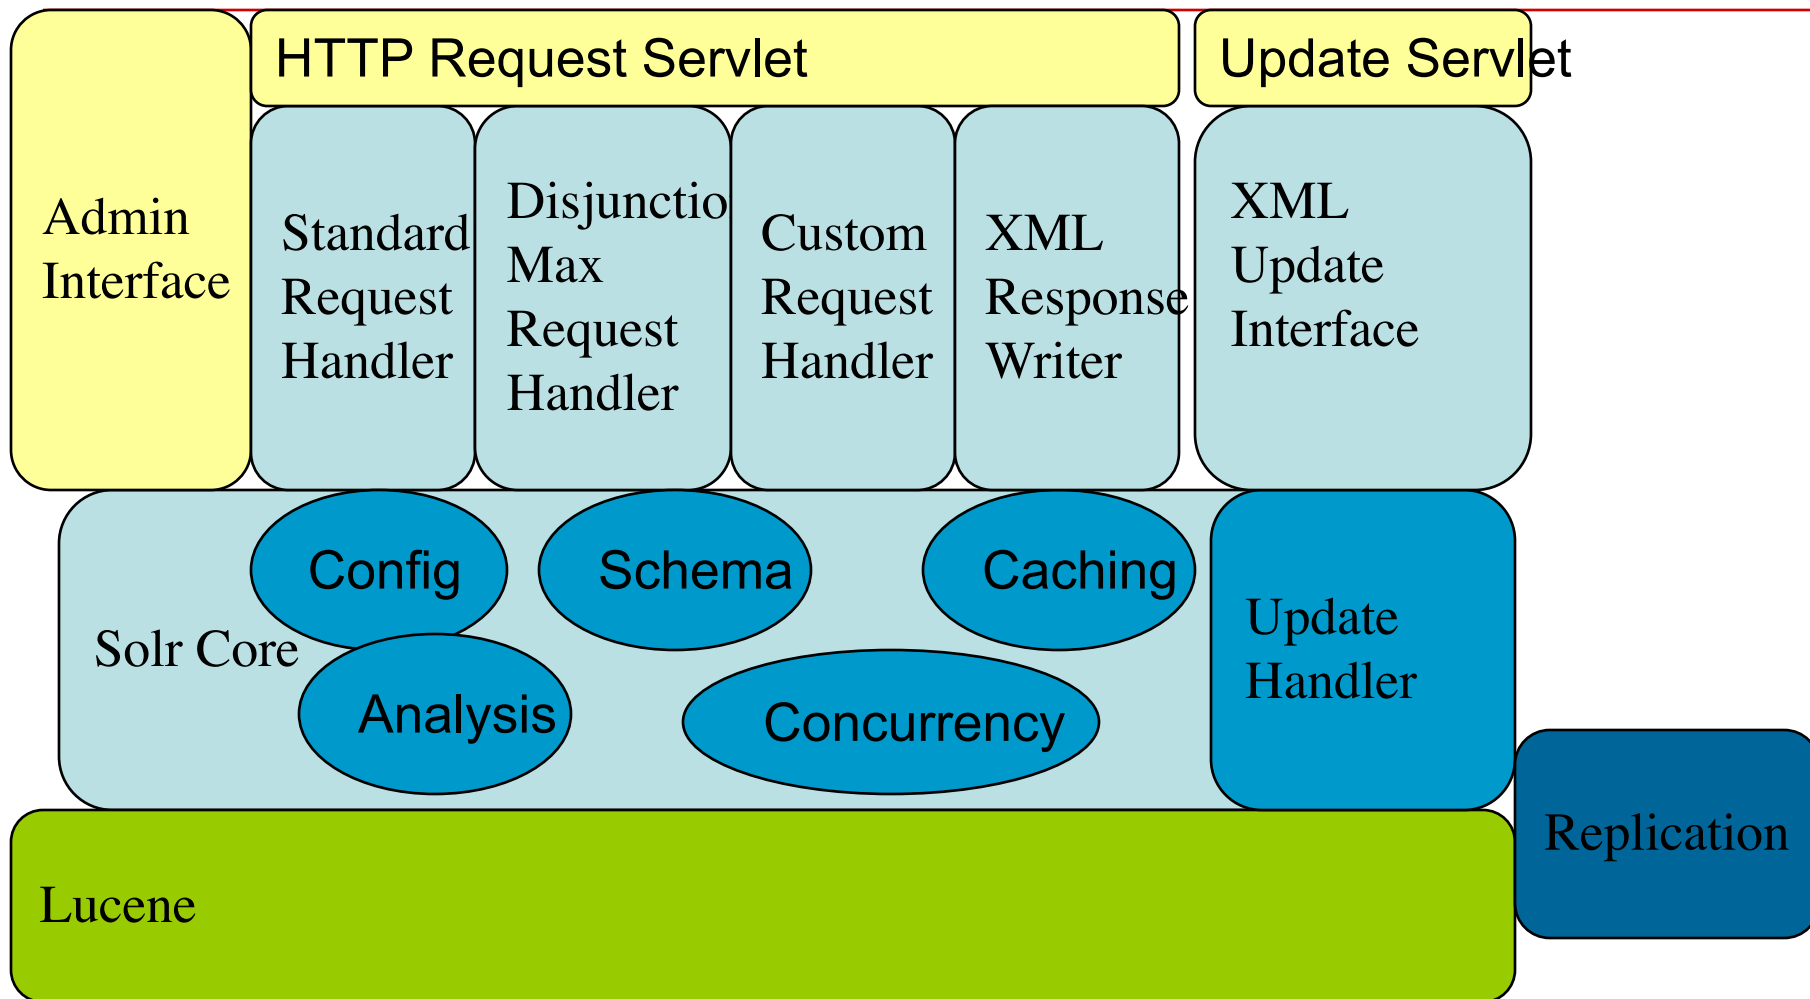 HTTP Request Servlet
Update Servlet
Admin
Interface
Standard
Request
Handler
Disjunctio
Max
Request
Handler
Custom
Request
Handler
XML
Response
Writer
XML
Update
Interface
Config
Schema
Caching
Solr Core
Analysis
Concurrency
Update
Handler
Replication
Lucene